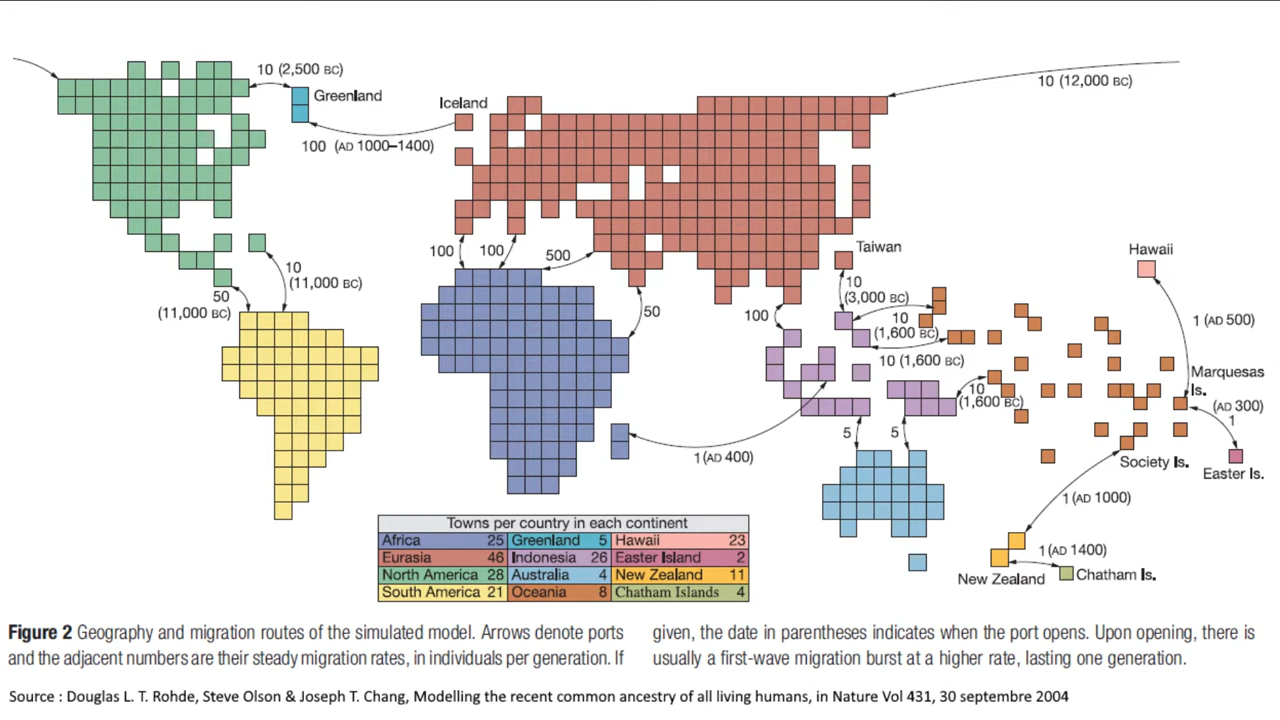 10 (2,500 BC)
Greenland
Iceland
10 (12,000 BC)
100 (AD 1000–1400)
100
100
500
Taiwan
Hawaii
10
(11,000 BC)
50
(11,000 BC)
50
100
10
(3,000 BC)
10
(1,600 BC)
10 (1,600 BC)
10
(1,600 BC)
1 (AD 500)
Marquesas
Is.
(AD 300)
1
5
5
1 (AD 400)
Society Is.
Easter Is.
1 (AD 1000)
1 (AD 1400)
New Zealand
Chatham Is.
Towns per country in each continent
Africa 25 Greenland 5 Hawaii 23
Eurasia 46 Indonesia 26 Easter Island 2
North America 28 Australia 4 New Zealand 11
South America 21 Oceania 8 Chatham Islands 4
Figure 2 Geography and migration routes of the simulated model. Arrows denote ports
and the adjacent numbers are their steady migration rates, in individuals per generation. If
given, the date in parentheses indicates when the port opens. Upon opening, there is
usually a first-wave migration burst at a higher rate, lasting one generation.
Source : Douglas L. T. Rohde, Steve Olson & Joseph T. Chang, Modelling the recent common ancestry of all living humans, in Nature Vol 431, 30 septembre 2004